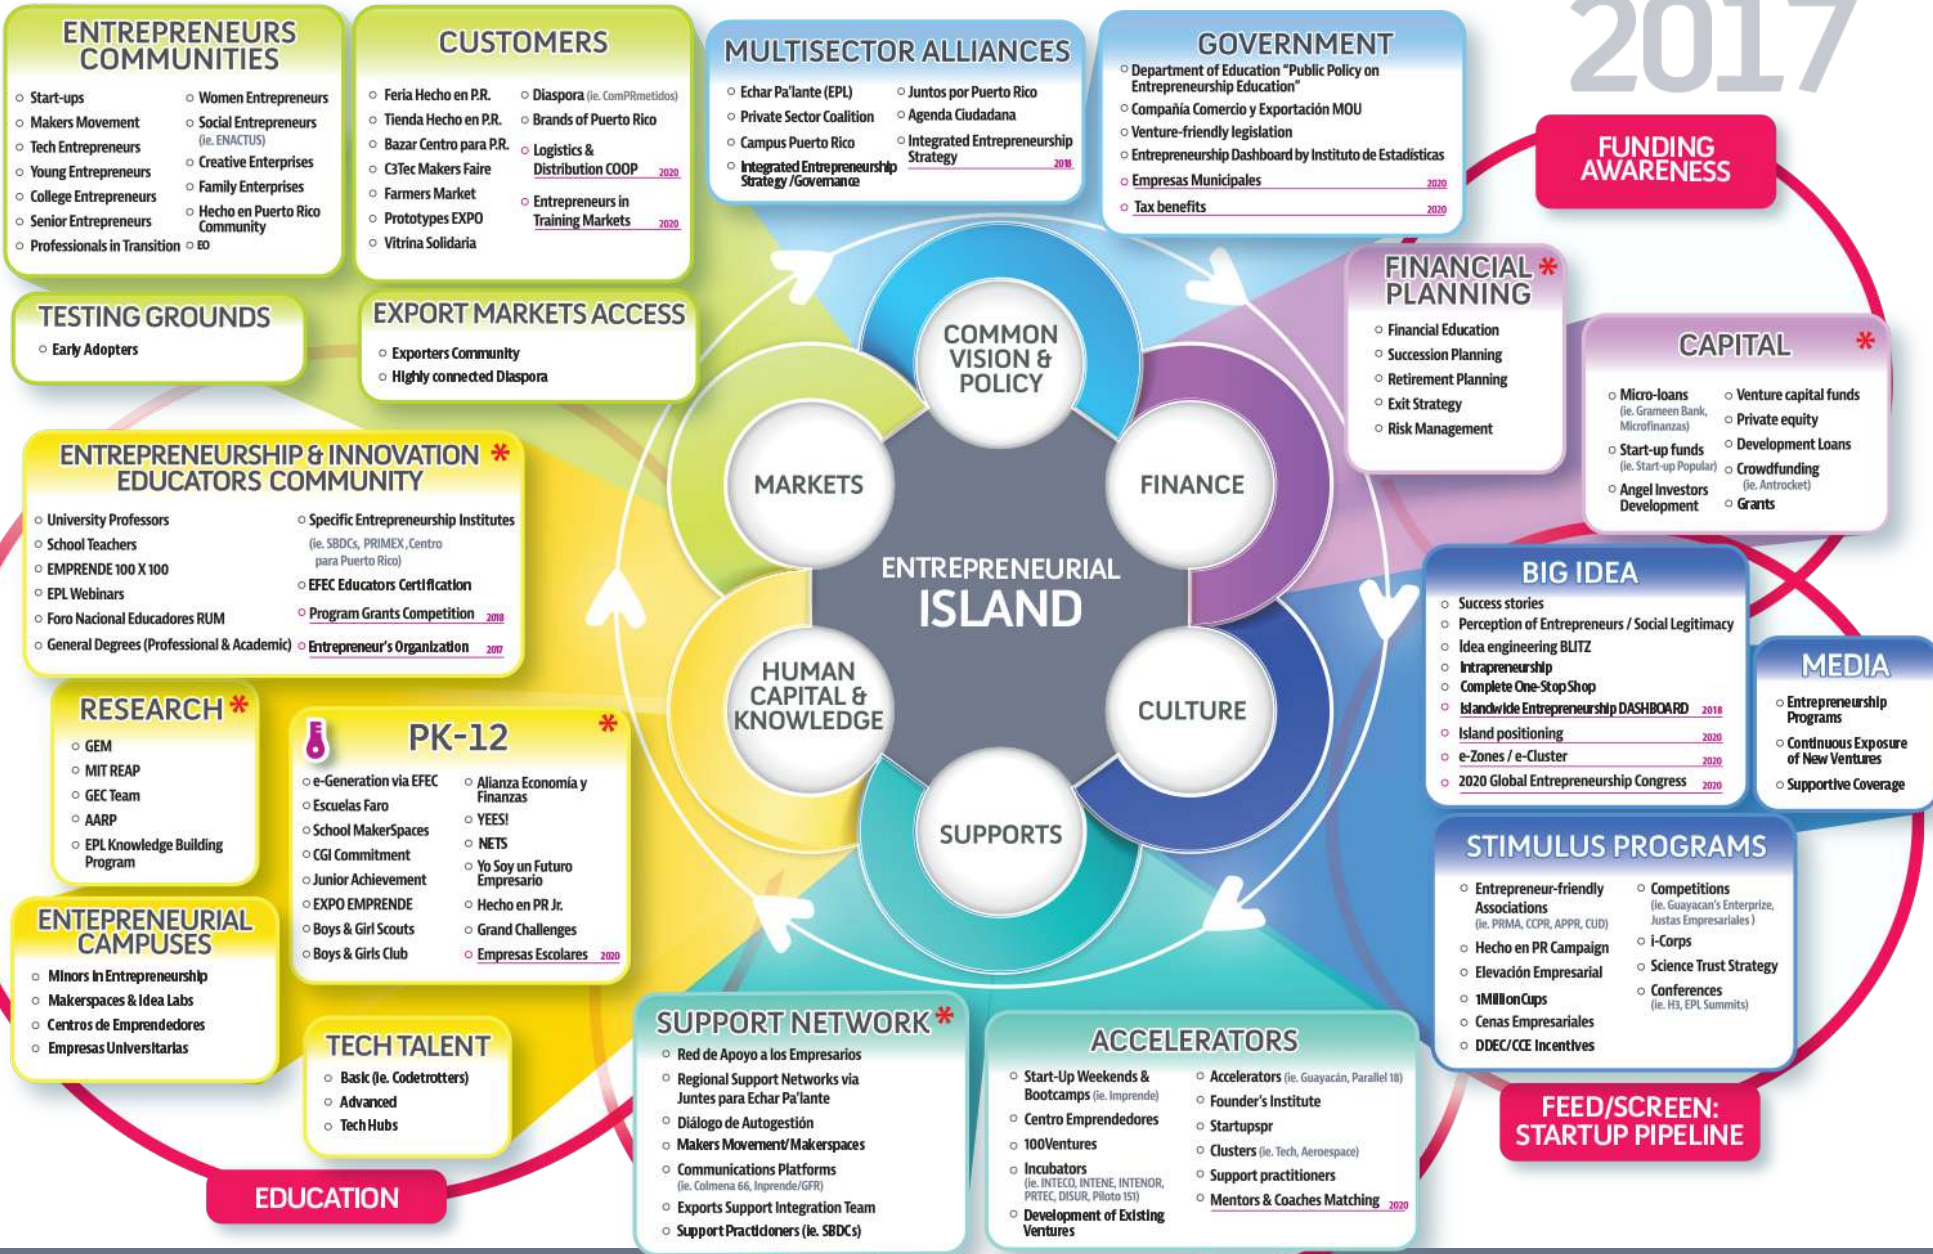 2017
ENTREPRENEURS
COMMUNITIES
○ Start-ups
○ Makers Movement
○ Tech Entrepreneurs
○ Young Entrepreneurs
○ College Entrepreneurs
○ Senior Entrepreneurs
○ Professionals in Transition
○ Women Entrepreneurs
○ Social Entrepreneurs
(ie. ENACTUS)
○ Creative Enterprises
○ Family Enterprises
○ Hecho en Puerto Rico
Community
○ EO
CUSTOMERS
○ Feria Hecho en P.R.
○ Tienda Hecho en P.R.
○ Bazar Centro para P.R.
○ C3Tec Makers Faire
○ Farmers Market
○ Prototypes EXPO
○ Vitrina Solidaria
○ Diaspora (ie. ComPRmetidos)
○ Brands of Puerto Rico
○ Logistics &
Distribution COOP 2020
○ Entrepreneurs in
Training Markets 2020
MULTISECTOR ALLIANCES
○ Echar Pa'lante (EPL)
○ Private Sector Coalition
○ Campus Puerto Rico
○ Integrated Entrepreneurship
Strategy /Governance
○ Juntos por Puerto Rico
○ Agenda Ciudadana
○ Integrated Entrepreneurship
Strategy 2018
GOVERNMENT
○ Department of Education "Public Policy on
Entrepreneurship Education"
○ Compañía Comercio y Exportación MOU
○ Venture-friendly legislation
○ Entrepreneurship Dashboard by Instituto de Estadísticas
○ Empresas Municipales 2020
○ Tax benefits 2020
FUNDING
AWARENESS
TESTING GROUNDS
○ Early Adopters
EXPORT MARKETS ACCESS
○ Exporters Community
○ Highly connected Diaspora
FINANCIAL *
PLANNING
○ Financial Education
○ Succession Planning
○ Retirement Planning
○ Exit Strategy
○ Risk Management
CAPITAL *
○ Micro-loans
(ie. Grameen Bank,
Microfinanzas)
○ Start-up funds
(ie. Start-up Popular)
○ Angel Investors
Development
○ Venture capital funds
○ Private equity
○ Development Loans
○ Crowdfunding
(ie. Antrocket)
○ Grants
COMMON
VISION &
POLICY
MARKETS
FINANCE
ENTREPRENEURIAL
ISLAND
HUMAN
CAPITAL &
KNOWLEDGE
CULTURE
SUPPORTS
ENTREPRENEURSHIP & INNOVATION *
EDUCATORS COMMUNITY
○ University Professors
○ School Teachers
○ EMPRENDE 100 X 100
○ EPL Webinars
○ Foro Nacional Educadores RUM
○ General Degrees (Professional & Academic)
○ Specific Entrepreneurship Institutes
(ie. SBDCs, PRIMEX ,Centro
para Puerto Rico)
○ EFEC Educators Certification
○ Program Grants Competition 2018
○ Entrepreneur's Organization 2017
BIG IDEA
○ Success stories
○ Perception of Entrepreneurs / Social Legitimacy
○ Idea engineering BLITZ
○ Intrapreneurship
○ Complete One-Stop Shop
○ Islandwide Entrepreneurship DASHBOARD 2018
○ Island positioning 2020
○ e-Zones / e-Cluster 2020
○ 2020 Global Entrepreneurship Congress 2020
MEDIA
○ Entrepreneurship
Programs
○ Continuous Exposure
of New Ventures
○ Supportive Coverage
RESEARCH *
○ GEM
○ MIT REAP
○ GEC Team
○ AARP
○ EPL Knowledge Building
Program
PK-12 *
○ e-Generation via EFEC
○ Escuelas Faro
○ School MakerSpaces
○ CGI Commitment
○ Junior Achievement
○ EXPO EMPRENDE
○ Boys & Girl Scouts
○ Boys & Girls Club
○ Alianza Economía y
Finanzas
○ YEES!
○ NETS
○ Yo Soy un Futuro
Empresario
○ Hecho en PR Jr.
○ Grand Challenges
○ Empresas Escolares 2020
STIMULUS PROGRAMS
○ Entrepreneur-friendly
Associations
(ie. PRMA, CCPR, APPR, CUD)
○ Hecho en PR Campaign
○ Elevación Empresarial
○ 1MillionCups
○ Cenas Empresariales
○ DDEC/CCE Incentives
○ Competitions
(ie. Guayacan's Enterprize,
Justas Empresariales )
○ i-Corps
○ Science Trust Strategy
○ Conferences
(ie. H3, EPL Summits)
ENTEPRENEURIAL
CAMPUSES
○ Minors in Entrepreneurship
○ Makerspaces & Idea Labs
○ Centros de Emprendedores
○ Empresas Universitarias
TECH TALENT
○ Basic (ie. Codetrotters)
○ Advanced
○ Tech Hubs
SUPPORT NETWORK *
○ Red de Apoyo a los Empresarios
○ Regional Support Networks via
Juntes para Echar Pa'lante
○ Diálogo de Autogestión
○ Makers Movement/Makerspaces
○ Communications Platforms
(ie. Colmena 66, Inprende/GFR)
○ Exports Support Integration Team
○ Support Practicioners (ie. SBDCs)
ACCELERATORS
○ Start-Up Weekends &
Bootcamps (ie. Imprende)
○ Centro Emprendedores
○ 100Ventures
○ Incubators
(ie. INTECO, INTENE, INTENOR,
PRTEC, DISUR, Piloto 151)
○ Development of Existing
Ventures
○ Accelerators (ie. Guayacán, Parallel 18)
○ Founder's Institute
○ Startupspr
○ Clusters (ie. Tech, Aeroespace)
○ Support practitioners
○ Mentors & Coaches Matching 2020
FEED/SCREEN:
STARTUP PIPELINE
EDUCATION